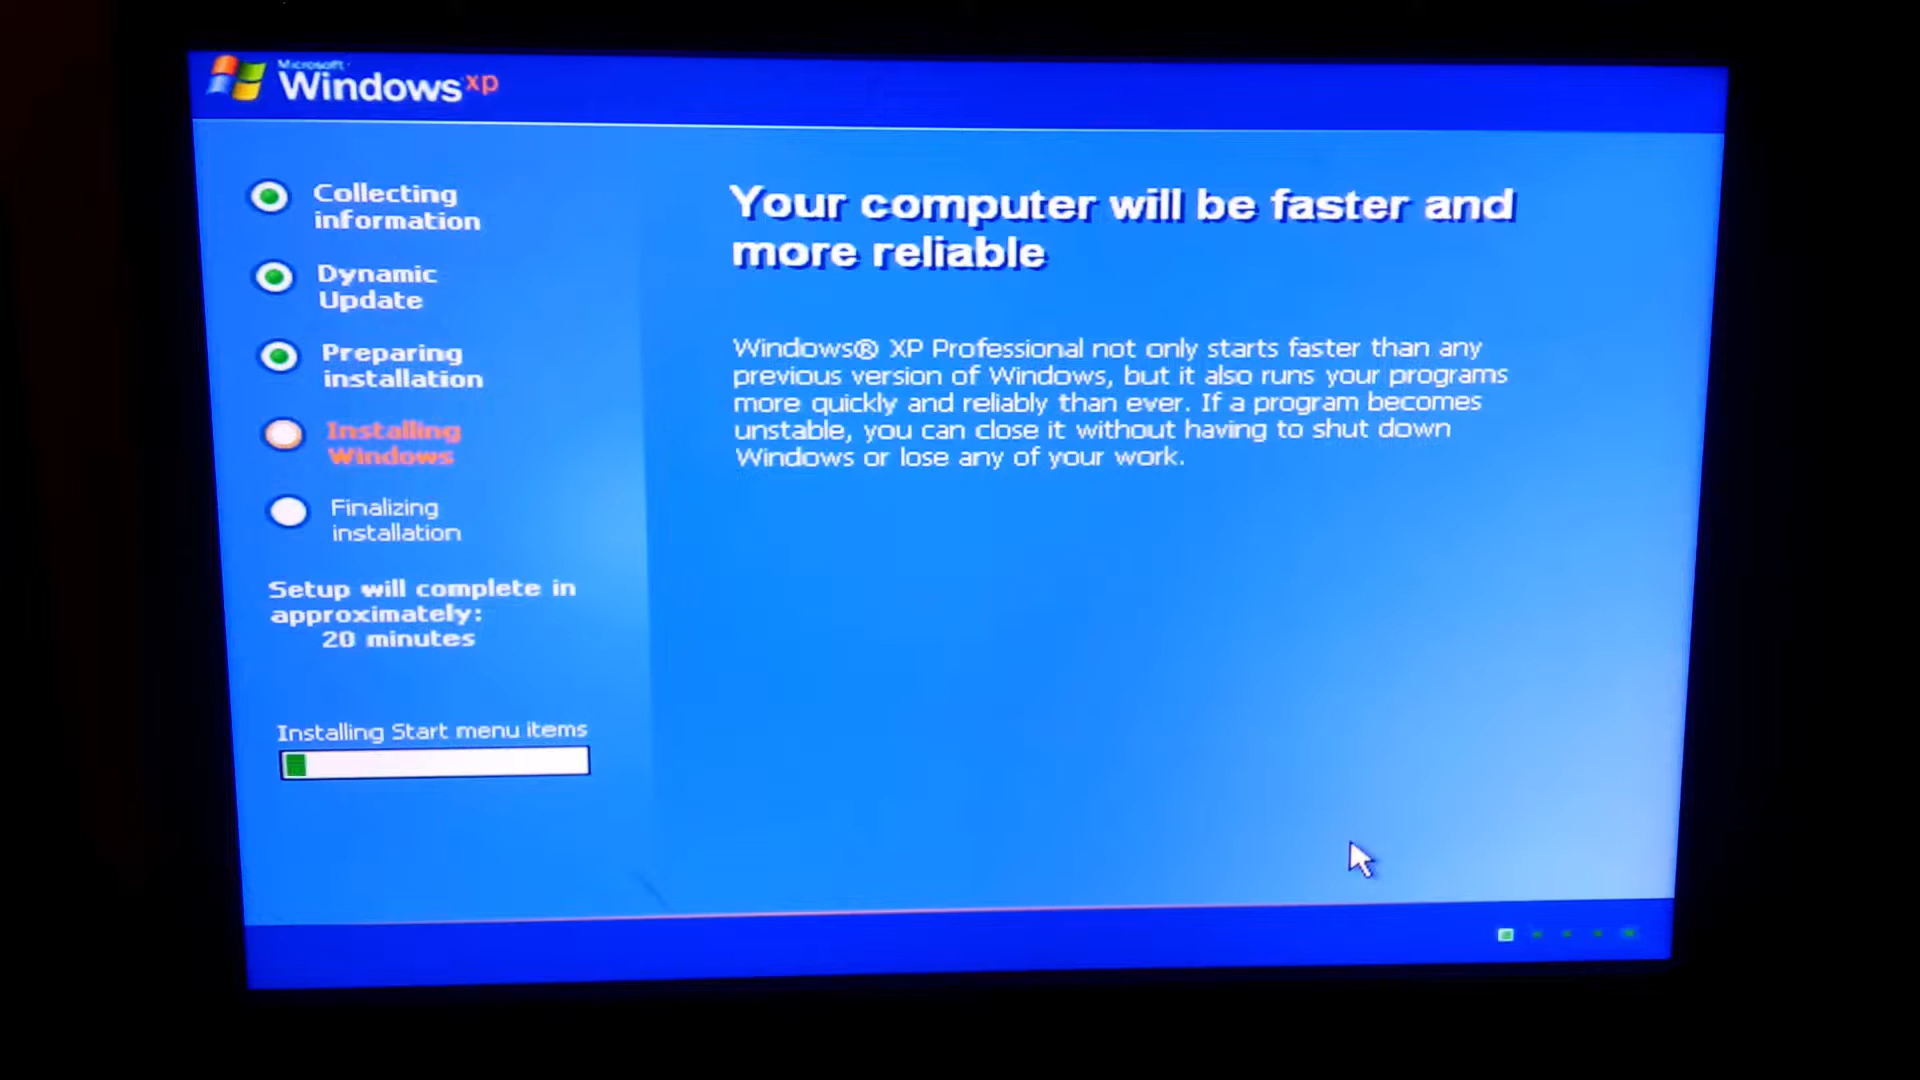 Microsoft
Windows xp
Collecting
information
Dynamic
Update
Preparing
installation
Installing
Windows
Finalizing
installation
Setup will complete in
approximately:
20 minutes
Installing Start menu items
Your computer will be faster and
more reliable
Windows® XP Professional not only starts faster than any
previous version of Windows, but it also runs your programs
more quickly and reliably than ever. If a program becomes
unstable, you can close it without having to shut down
Windows or lose any of your work.